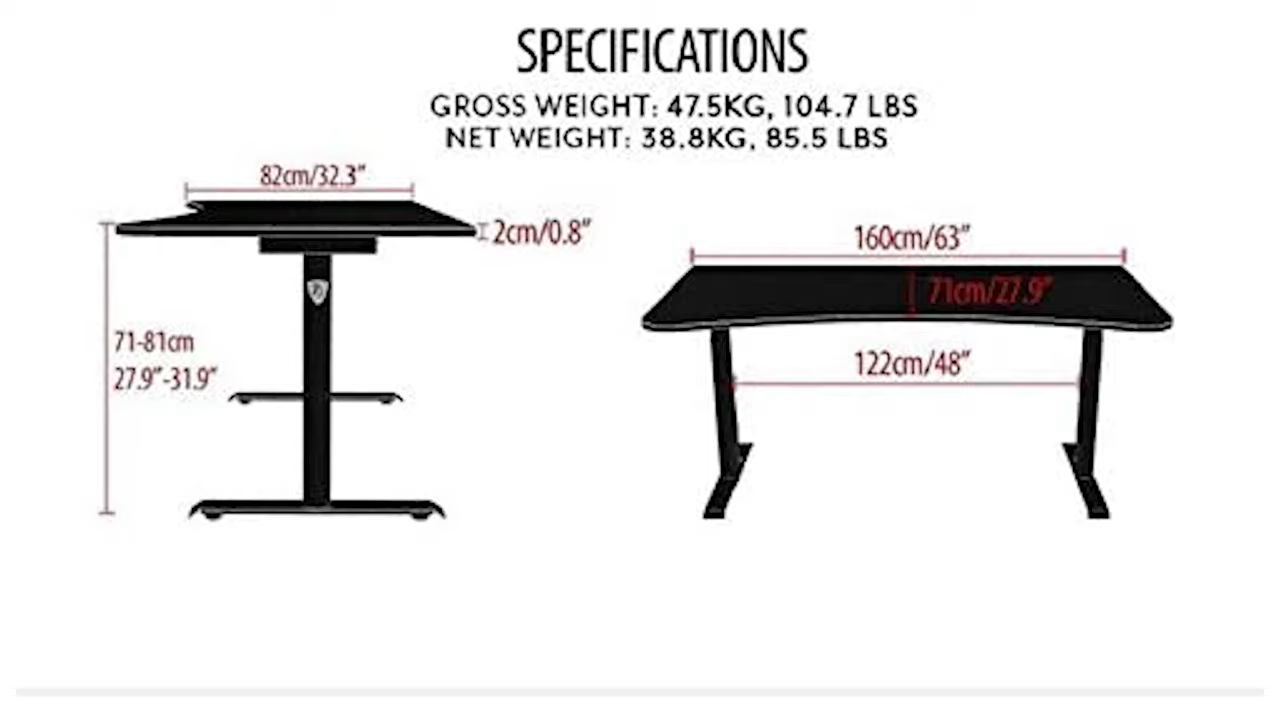 SPECIFICATIONS
GROSS WEIGHT: 47.5KG, 104.7 LBS
NET WEIGHT: 38.8KG, 85.5 LBS
82cm/32.3”
2cm/0.8”
71-81cm
27.9”-31.9”
160cm/63”
71cm/27.9”
122cm/48”